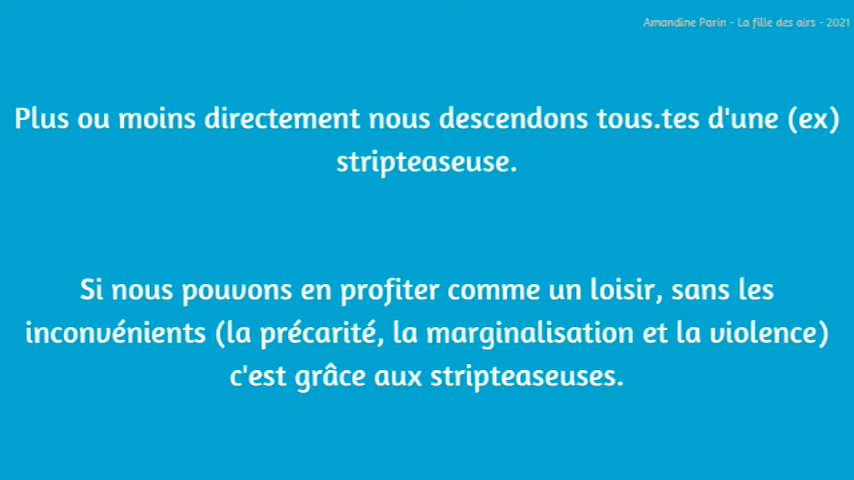 Amandine Parin - La fille des airs - 2021
Plus ou moins directement nous descendons tous.tes d'une (ex)
stripteaseuse.
Si nous pouvons en profiter comme un loisir, sans les
inconvénients (la précarité, la marginalisation et la violence)
c'est grâce aux stripteaseuses.